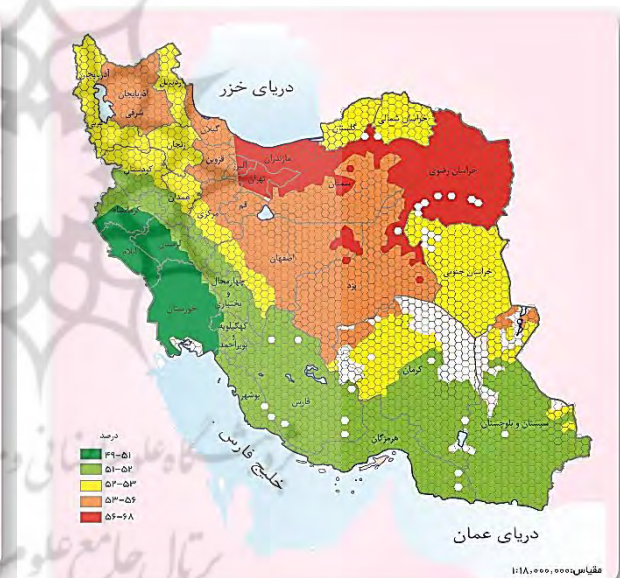 دریای خزر
آذربایجان
غربی
آذربایجان
شرقی
اردبیل
گیلان
زنجان
قزوین
کردستان
همدان
مرکزی
قم
البرز
تهران
مازندران
گلستان
خراسان شمالی
خراسان رضوی
سمنان
اصفهان
یزد
خراسان جنوبی
کرمانشاه
ایلام
لرستان
خوزستان
چهارمحال
و
بختیاری
کهگیلویه
و
بویراحمد
فارس
بوشهر
کرمان
هرمزگان
سیستان و بلوچستان
خلیج فارس
دریای عمان
درصد
۴۹-۵۱
۵۱-۵۲
۵۲-۵۳
۵۳-۵۶
۵۶-۶۸
مقیاس:۱:۱۸,۰۰۰,۰۰۰